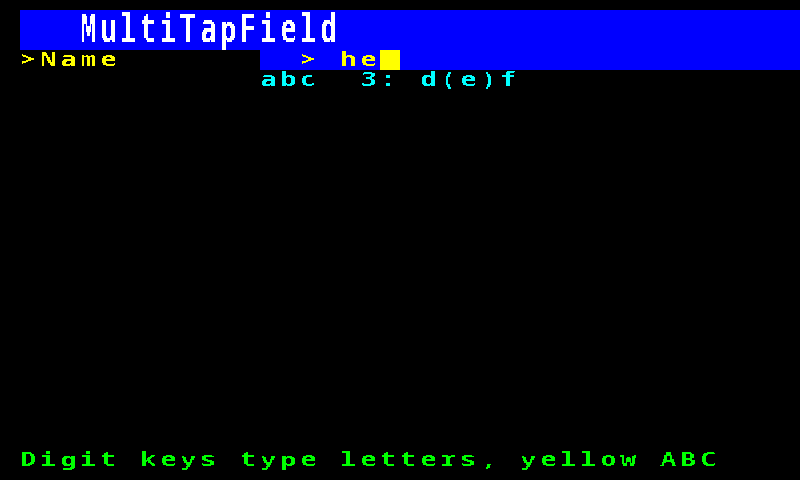 MultiTapField
>Name > he
abc 3: d(e)f
Digit keys type letters, yellow ABC